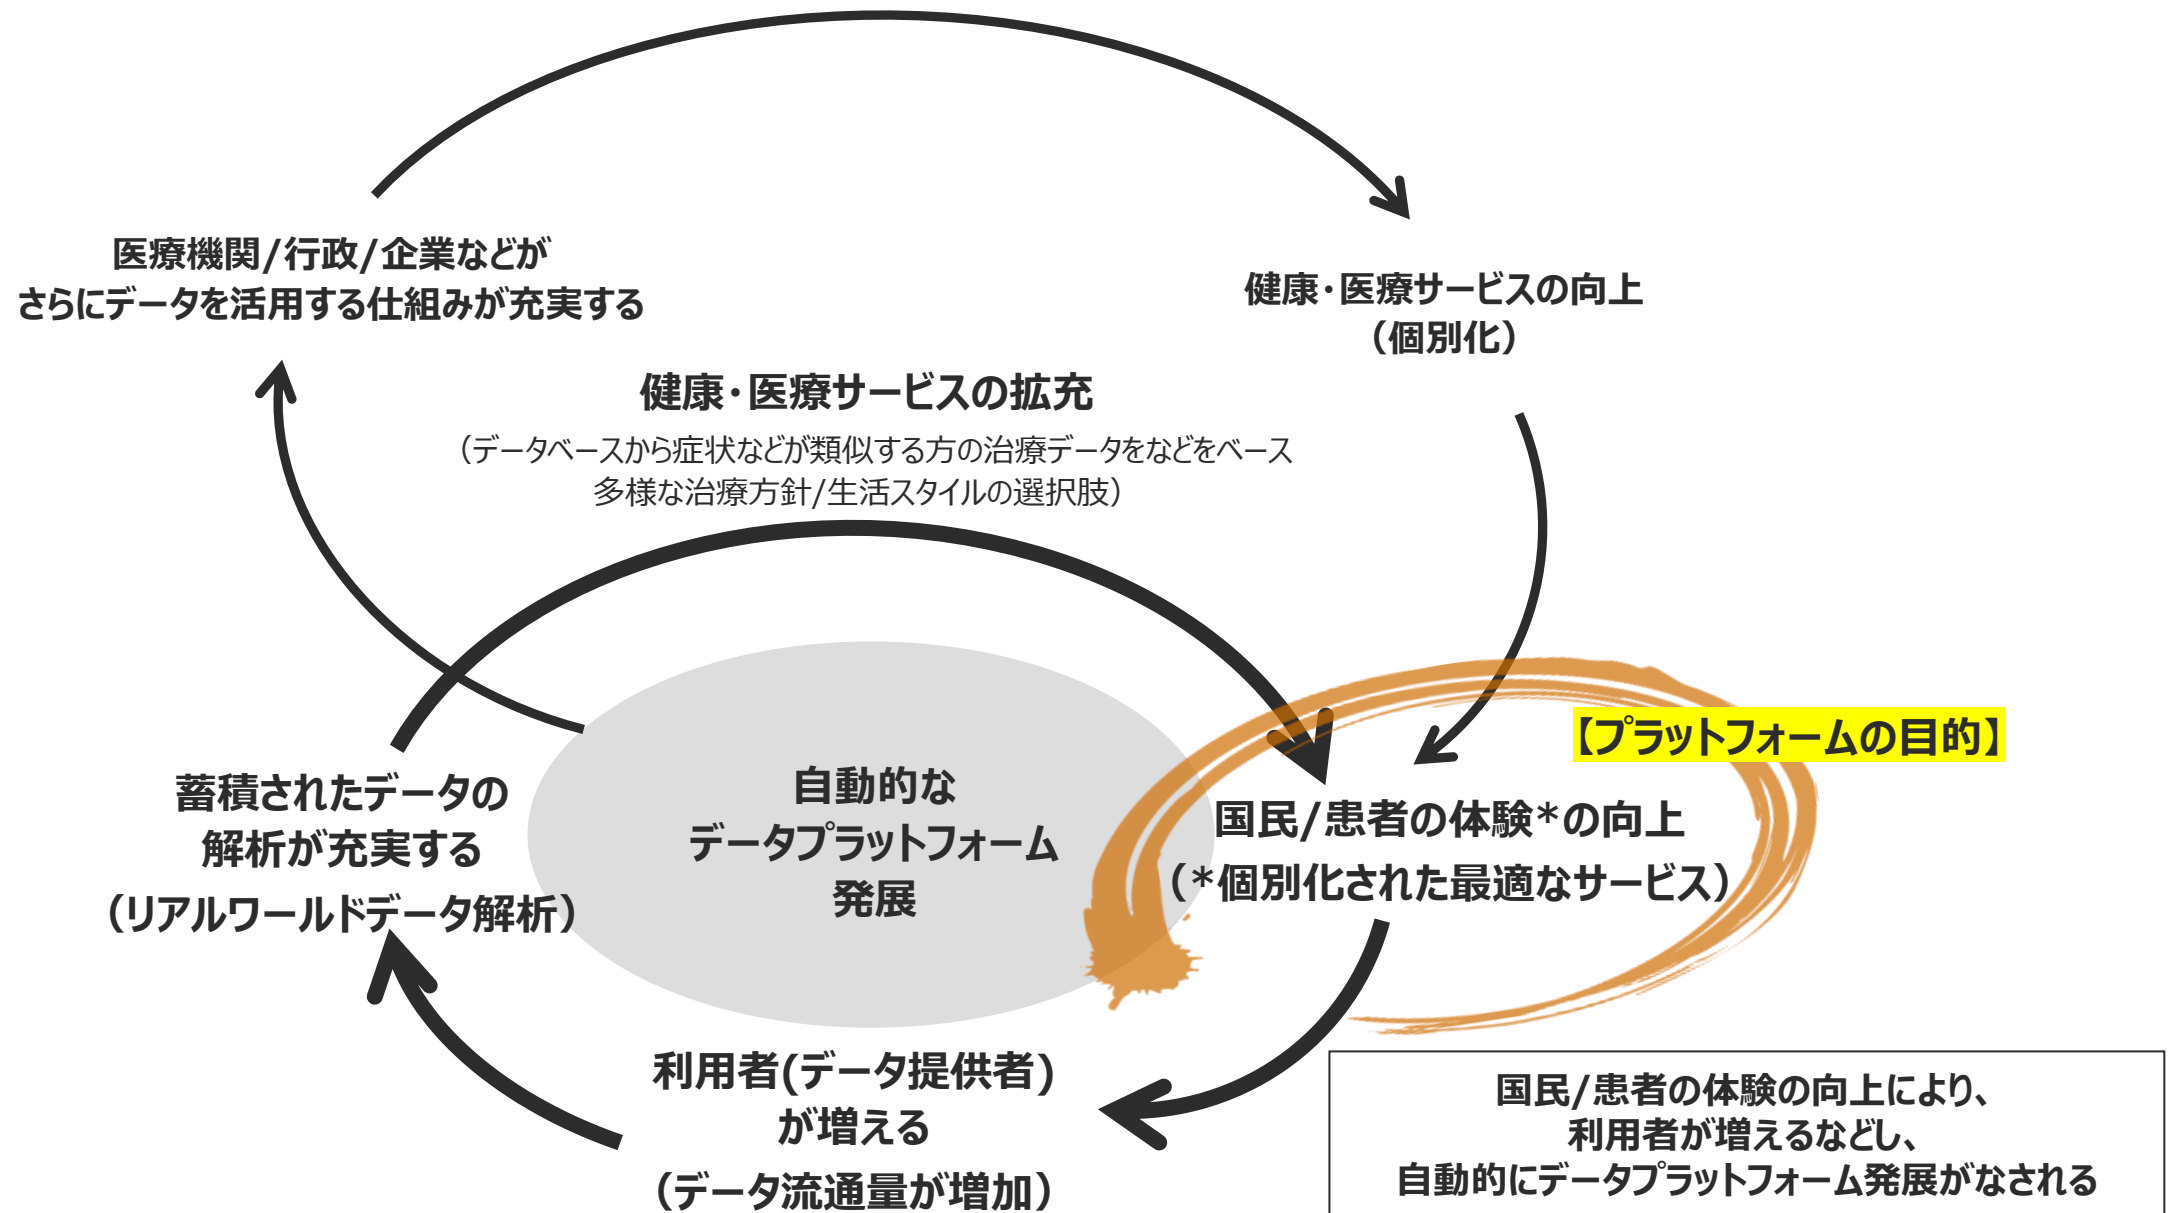 医療機関/行政/企業などが
さらにデータを活用する仕組みが充実する
健康・医療サービスの向上
（個別化）
健康・医療サービスの拡充
（データベースから症状などが類似する方の治療データをなどをベース
多様な治療方針/生活スタイルの選択肢）
【プラットフォームの目的】
蓄積されたデータの
解析が充実する
（リアルワールドデータ解析）
自動的な
データプラットフォーム
発展
国民/患者の体験*の向上
（*個別化された最適なサービス）
利用者(データ提供者)
が増える
（データ流通量が増加）
国民/患者の体験の向上により、
利用者が増えるなどし、
自動的にデータプラットフォーム発展がなされる